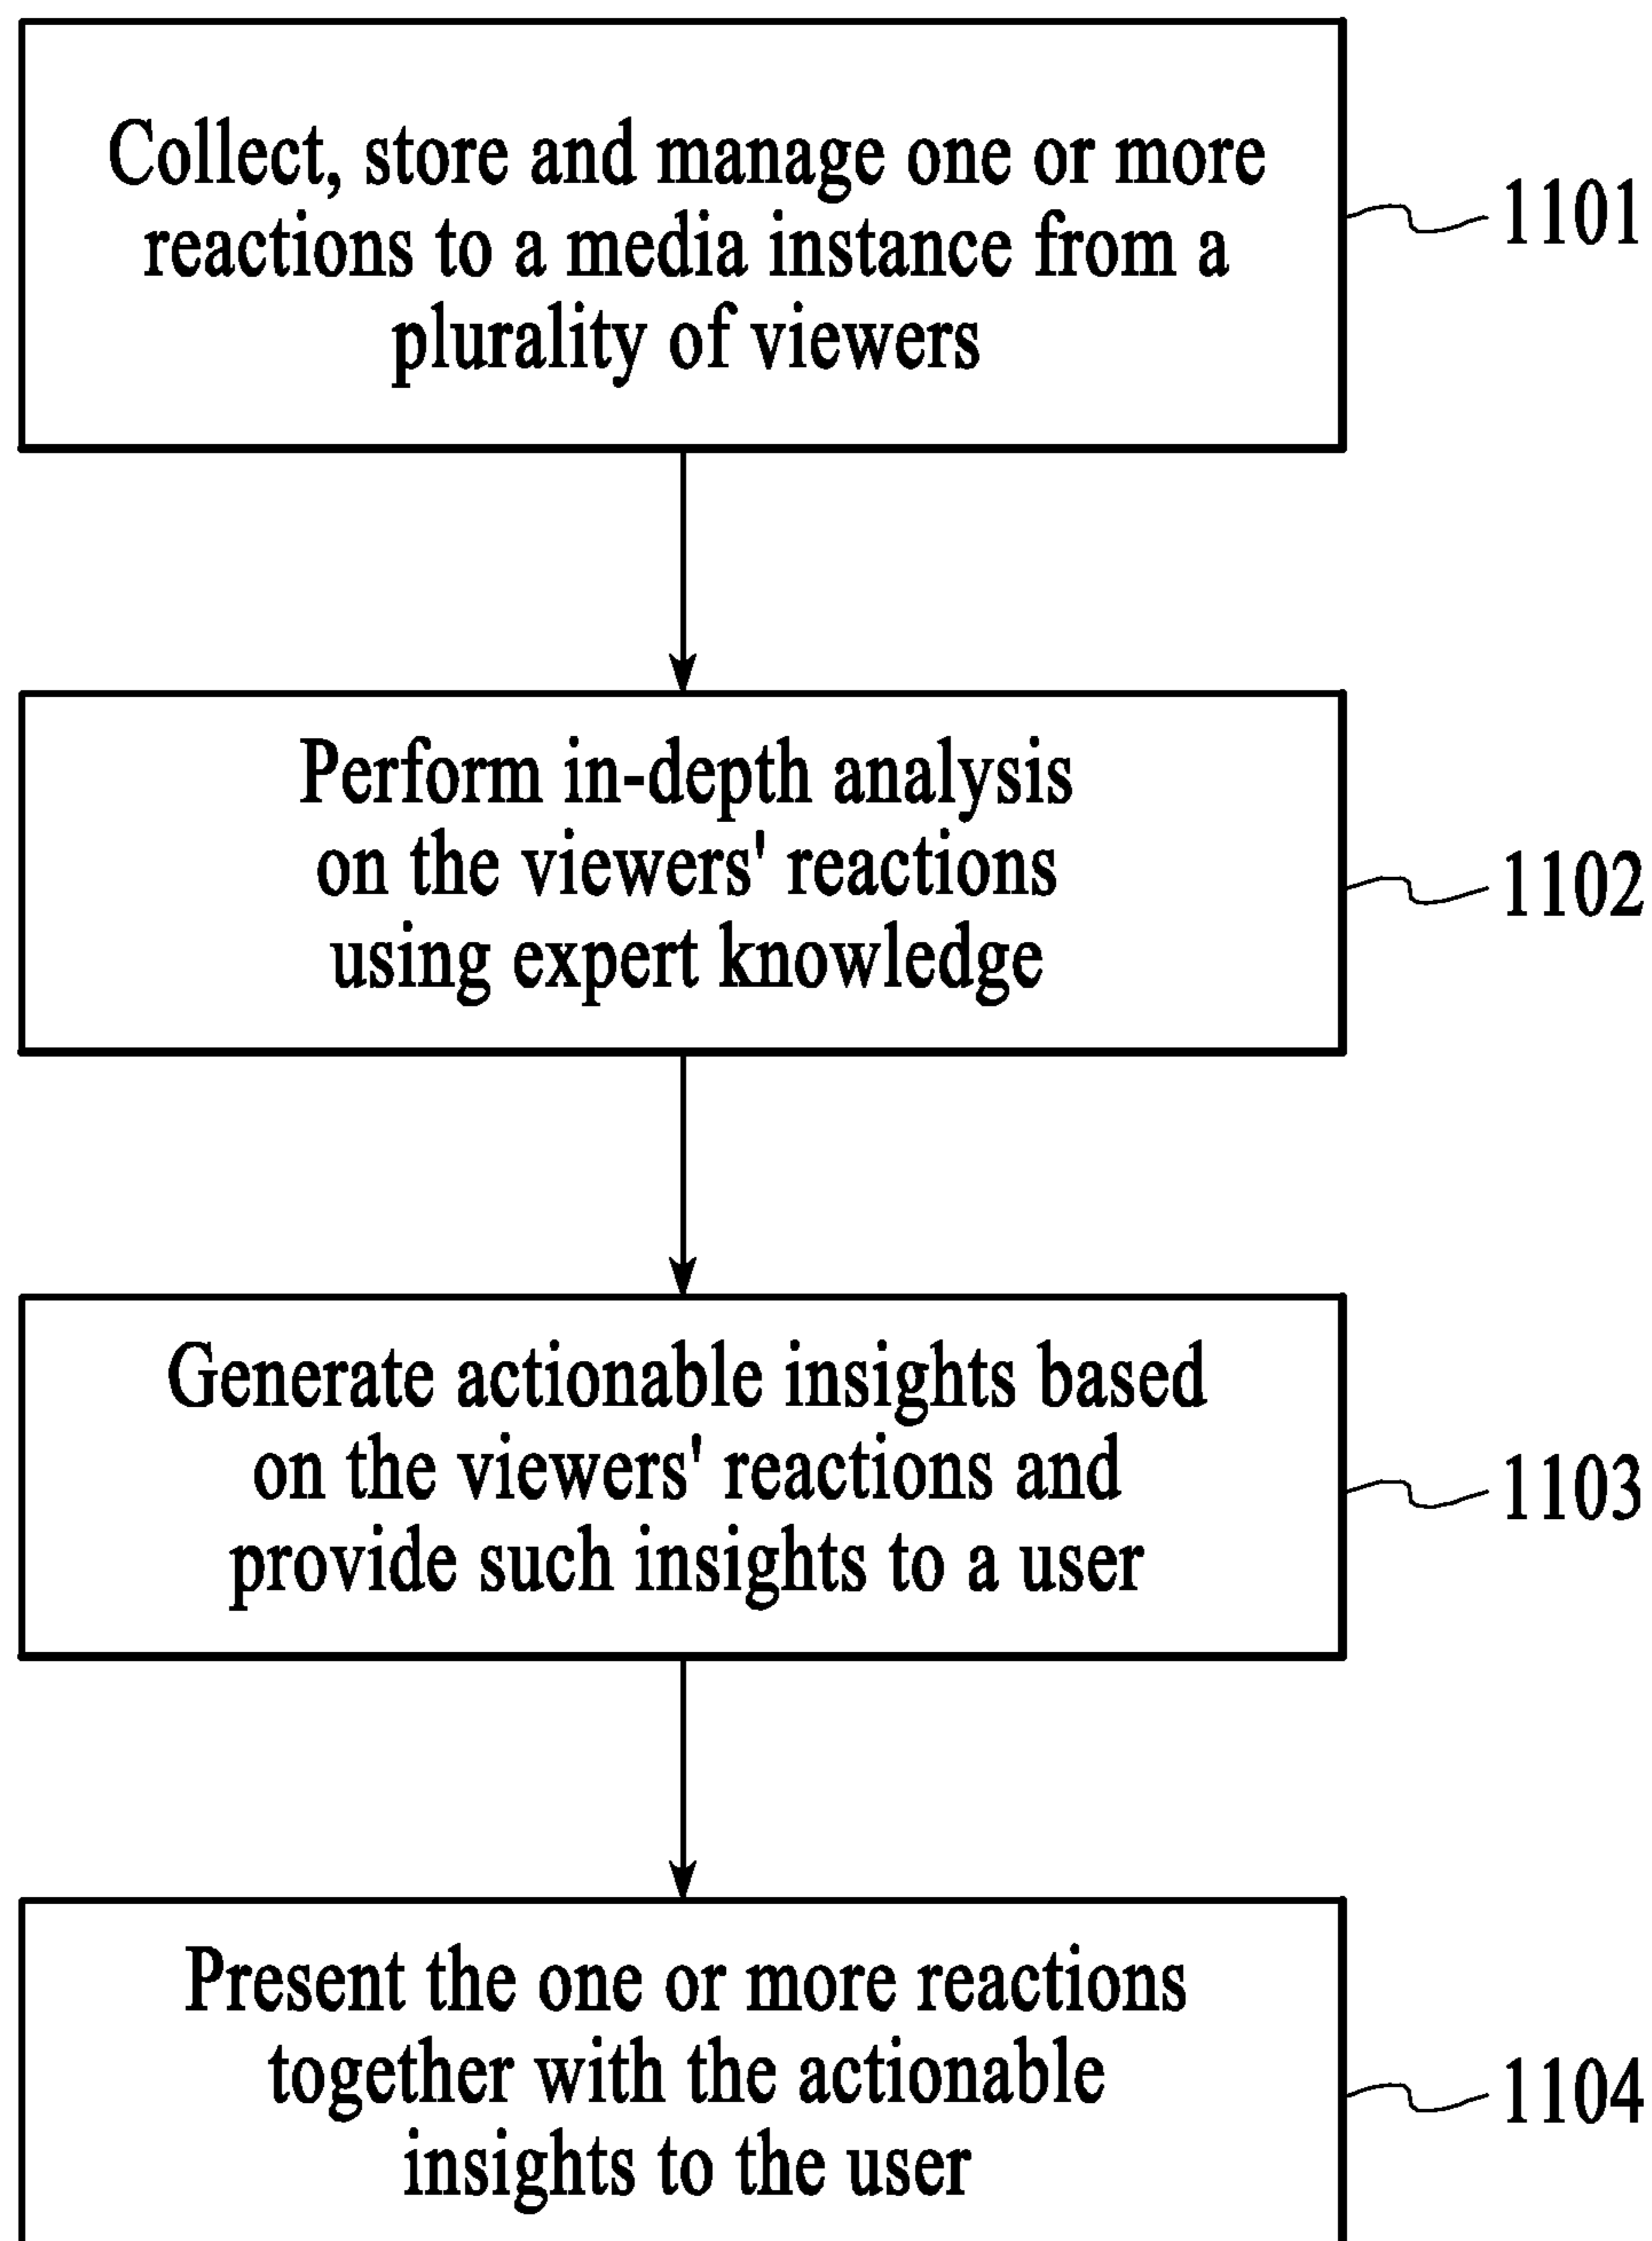 Collect, store and manage one or more
reactions to a media instance from a
plurality of viewers
1101
Perform in-depth analysis
on the viewers' reactions
using expert knowledge
1102
Generate actionable insights based
on the viewers' reactions and
provide such insights to a user
1103
Present the one or more reactions
together with the actionable
insights to the user
1104